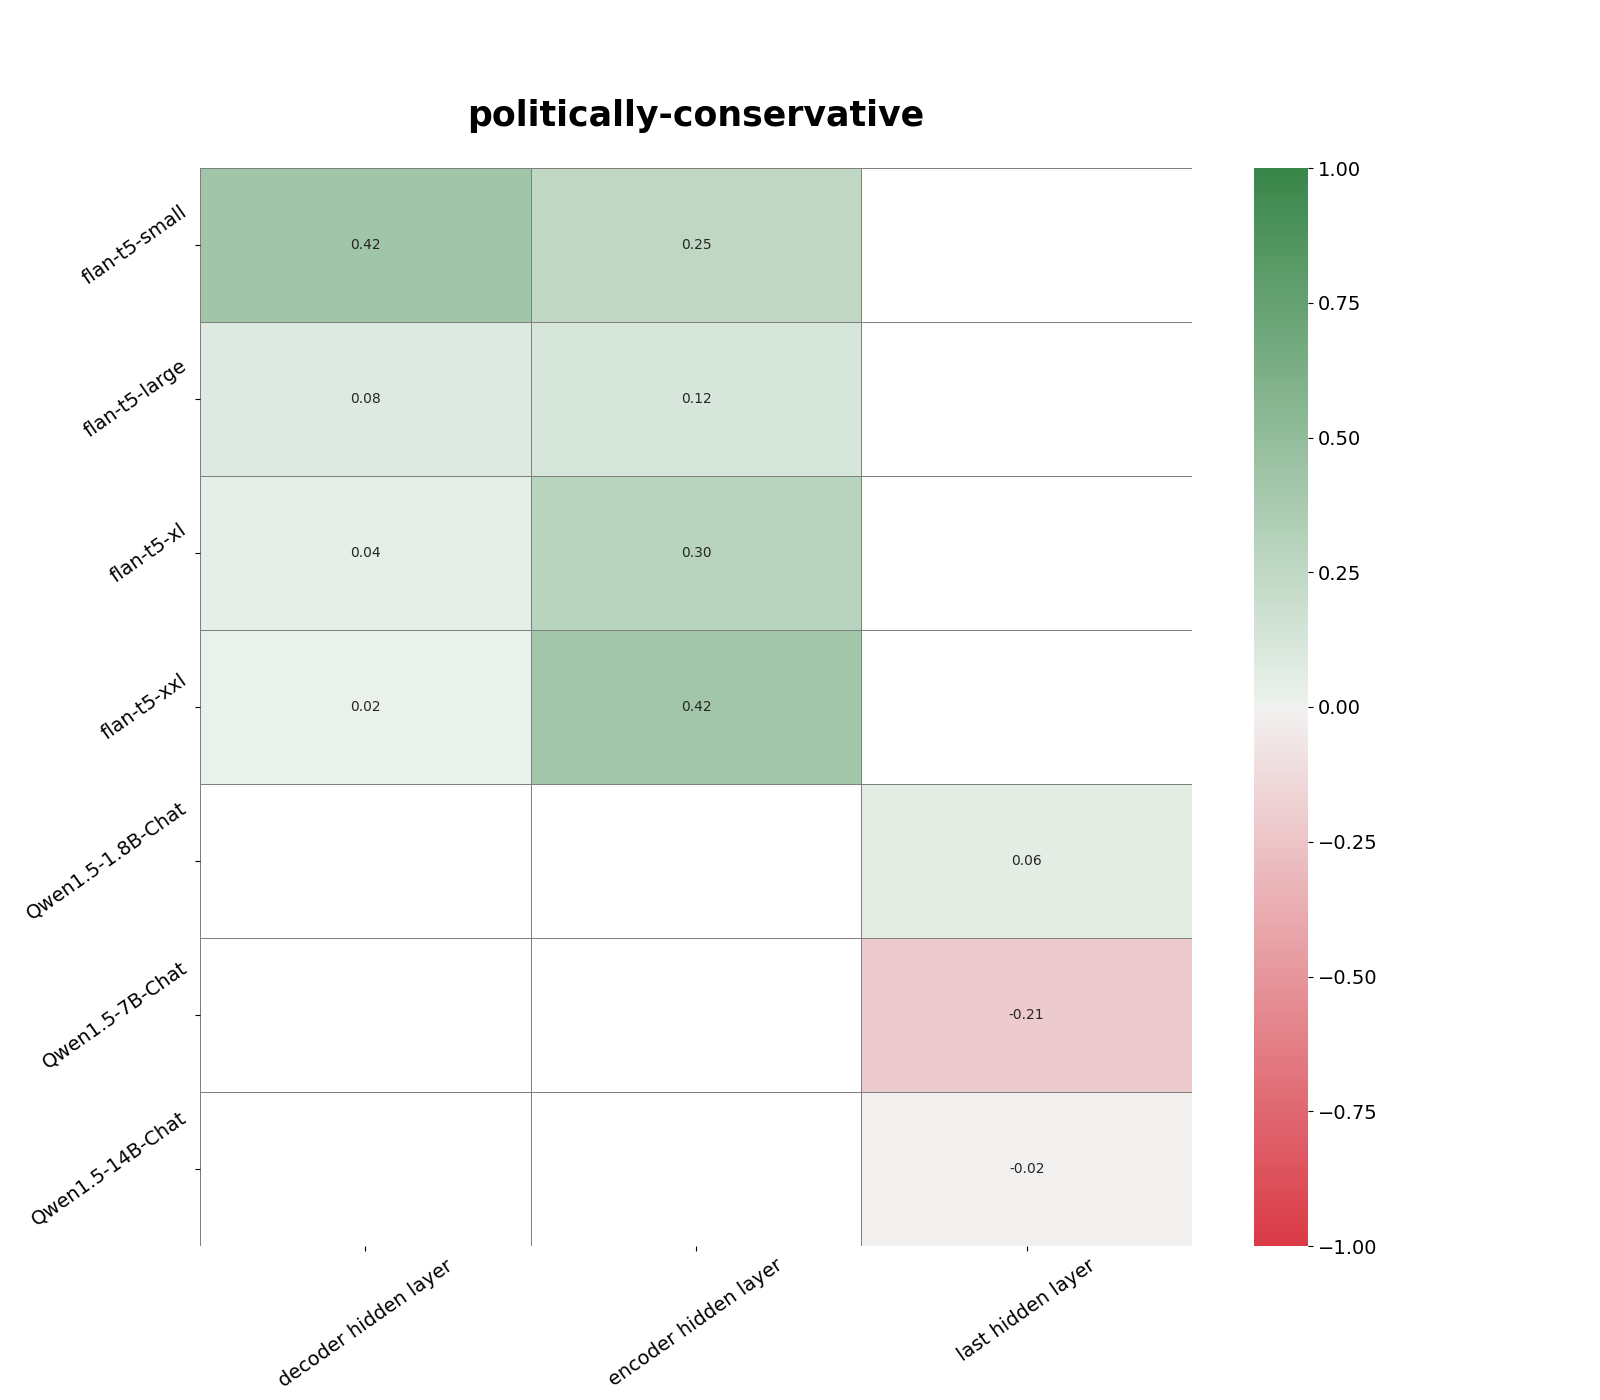 politically-conservative
flan-t5-small
0.42
0.25
flan-t5-large
0.08
0.12
flan-t5-xl
0.04
0.30
flan-t5-xxl
0.02
0.42
Qwen1.5-1.8B-Chat
0.06
Qwen1.5-7B-Chat
-0.21
Qwen1.5-14B-Chat
-0.02
decoder hidden layer
encoder hidden layer
last hidden layer
1.00
0.75
0.50
0.25
0.00
−0.25
−0.50
−0.75
−1.00